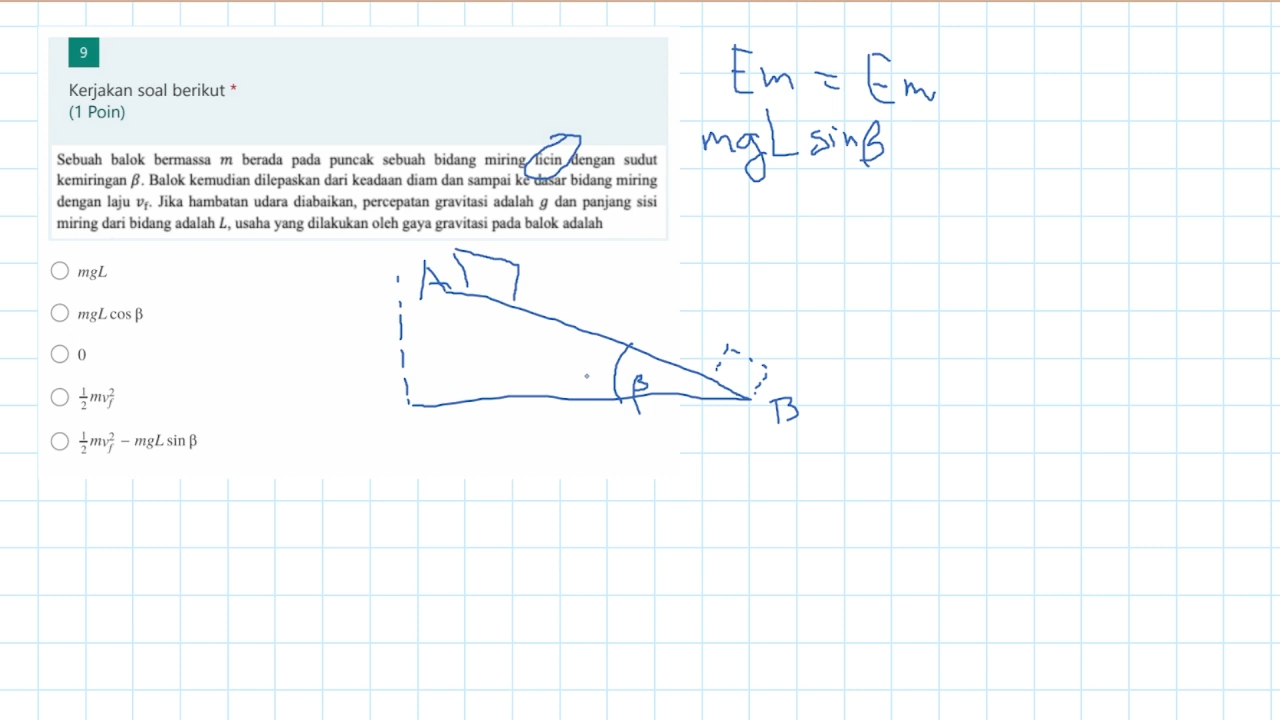 9
Kerjakan soal berikut *
(1 Poin)
Sebuah balok bermassa m berada pada puncak sebuah bidang miring licin dengan sudut
kemiringan β. Balok kemudian dilepaskan dari keadaan diam dan sampai ke dasar bidang miring
dengan laju v_f. Jika hambatan udara diabaikan, percepatan gravitasi adalah g dan panjang sisi
miring dari bidang adalah L, usaha yang dilakukan oleh gaya gravitasi pada balok adalah
mgL
mgL cos β
0
½mv_f²
½mv_f² − mgL sin β
Em = Em
mgL sinβ
A
β
B